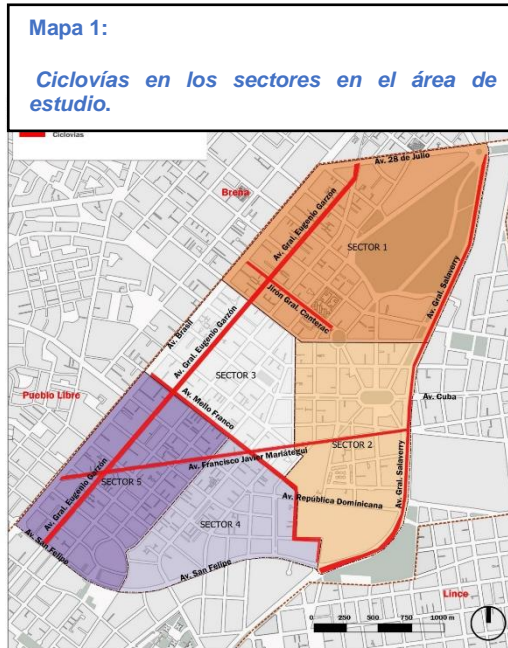 Mapa 1:
Ciclovías en los sectores en el área de
estudio.
Ciclovías
Av. 28 de Julio
Breña
Av. Gral. Eugenio Garzón
SECTOR 1
Jirón Gral. Canterac
Av. Gral. Salaverry
Av. Brasil
Av. Gral. Eugenio Garzón
SECTOR 3
Pueblo Libre
Av. Mello Franco
Av. Cuba
SECTOR 2
Av. Francisco Javier Mariátegui
Av. Gral. Salaverry
SECTOR 5
Av. República Dominicana
Av. Gral. Eugenio Garzón
SECTOR 4
Av. San Felipe
Av. San Felipe
Lince
0 250 500 750 1000 m